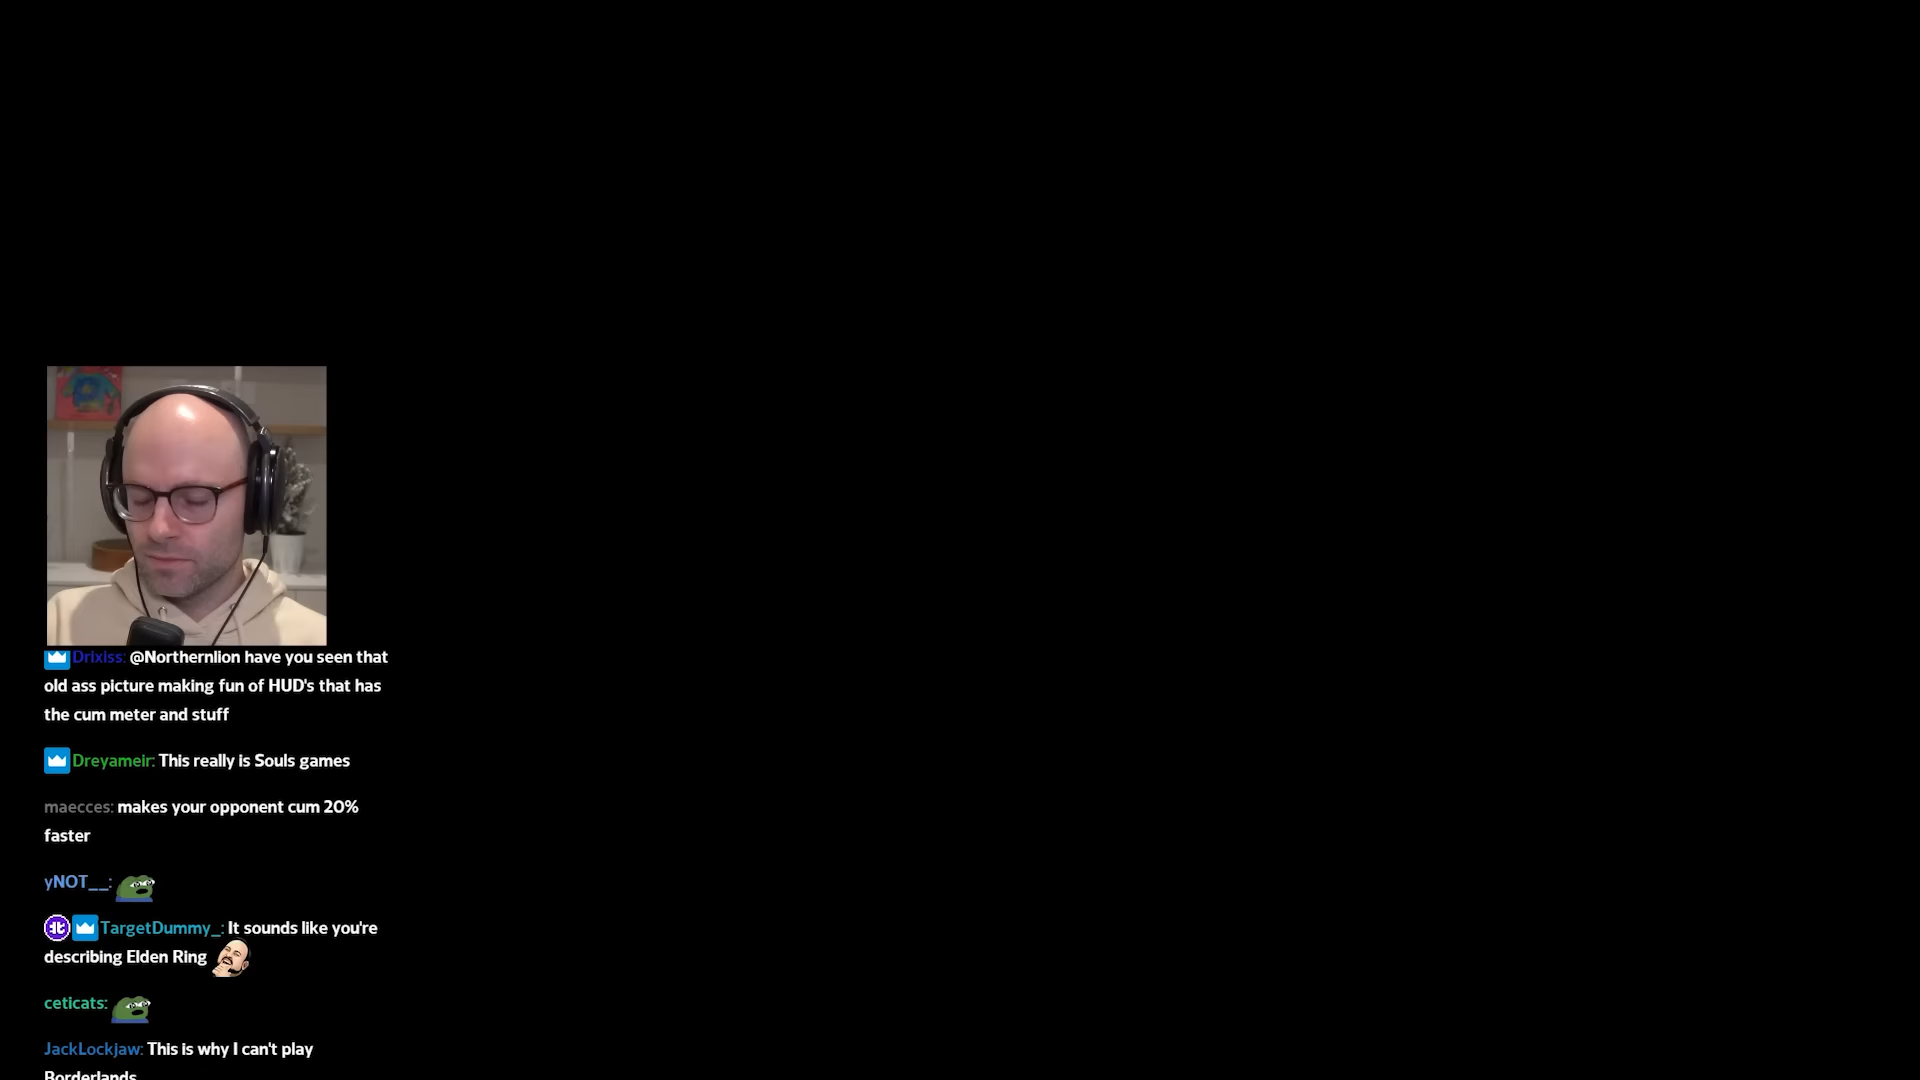 Drixiss: @Northernlion have you seen that
old ass picture making fun of HUD's that has
the cum meter and stuff
Dreyameir: This really is Souls games
maecces: makes your opponent cum 20%
faster
yNOT__:
TargetDummy_: It sounds like you're
describing Elden Ring
ceticats:
JackLockjaw: This is why I can't play
Borderlands